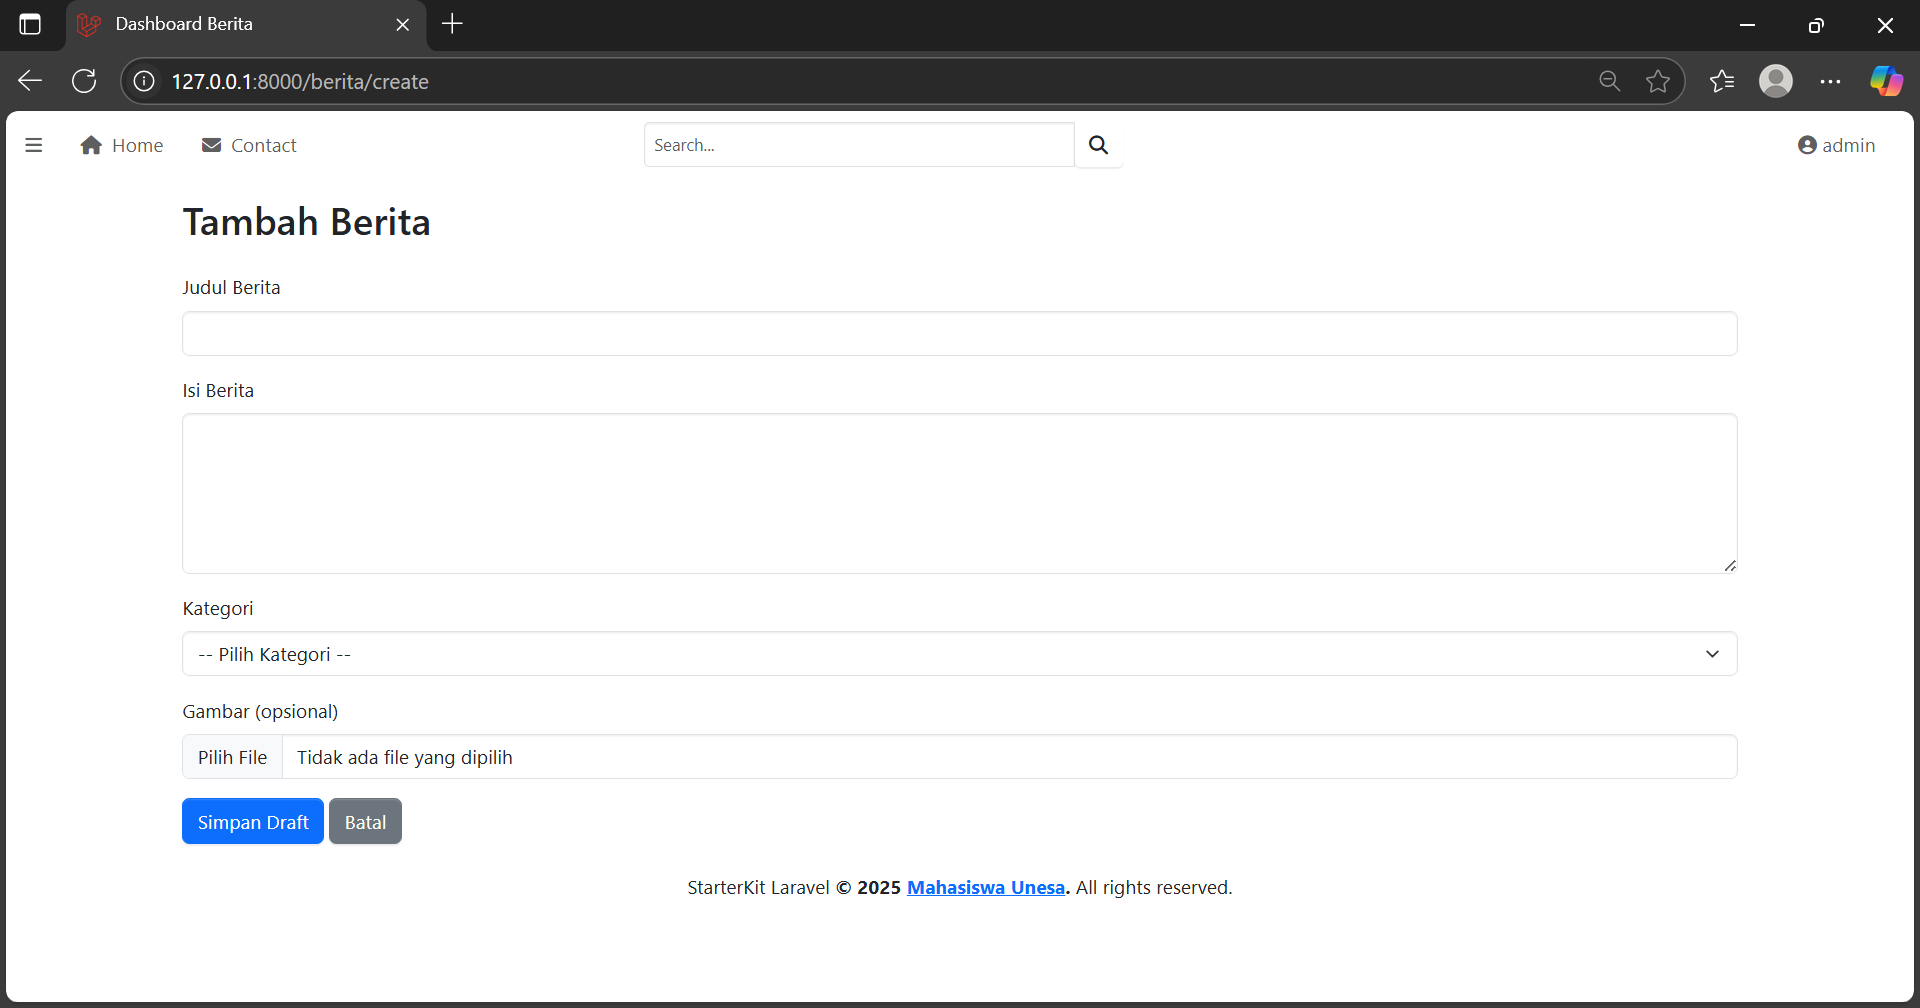 Dashboard Berita
127.0.0.1:8000/berita/create
Home
Contact
Search...
admin
Tambah Berita
Judul Berita
Isi Berita
Kategori
-- Pilih Kategori --
Gambar (opsional)
Pilih File
Tidak ada file yang dipilih
Simpan Draft
Batal
StarterKit Laravel © 2025 Mahasiswa Unesa. All rights reserved.